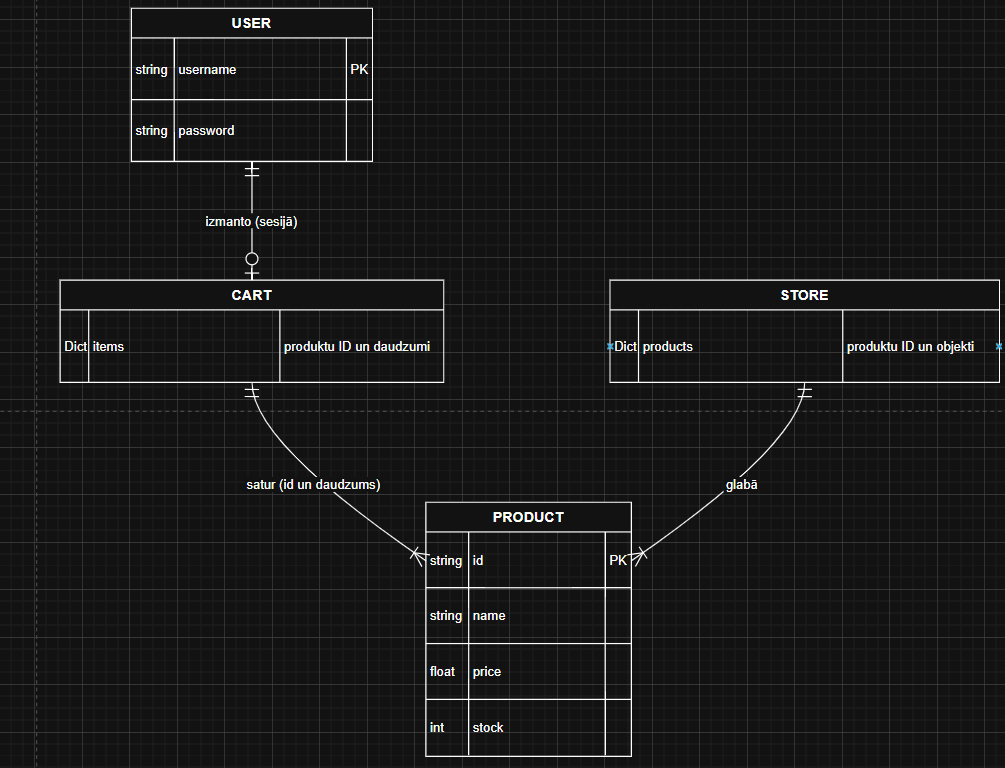 USER
string username PK
string password
izmanto (sesijā)
CART
Dict items produktu ID un daudzumi
STORE
Dict products produktu ID un objekti
satur (id un daudzums)
glabā
PRODUCT
string id PK
string name
float price
int stock